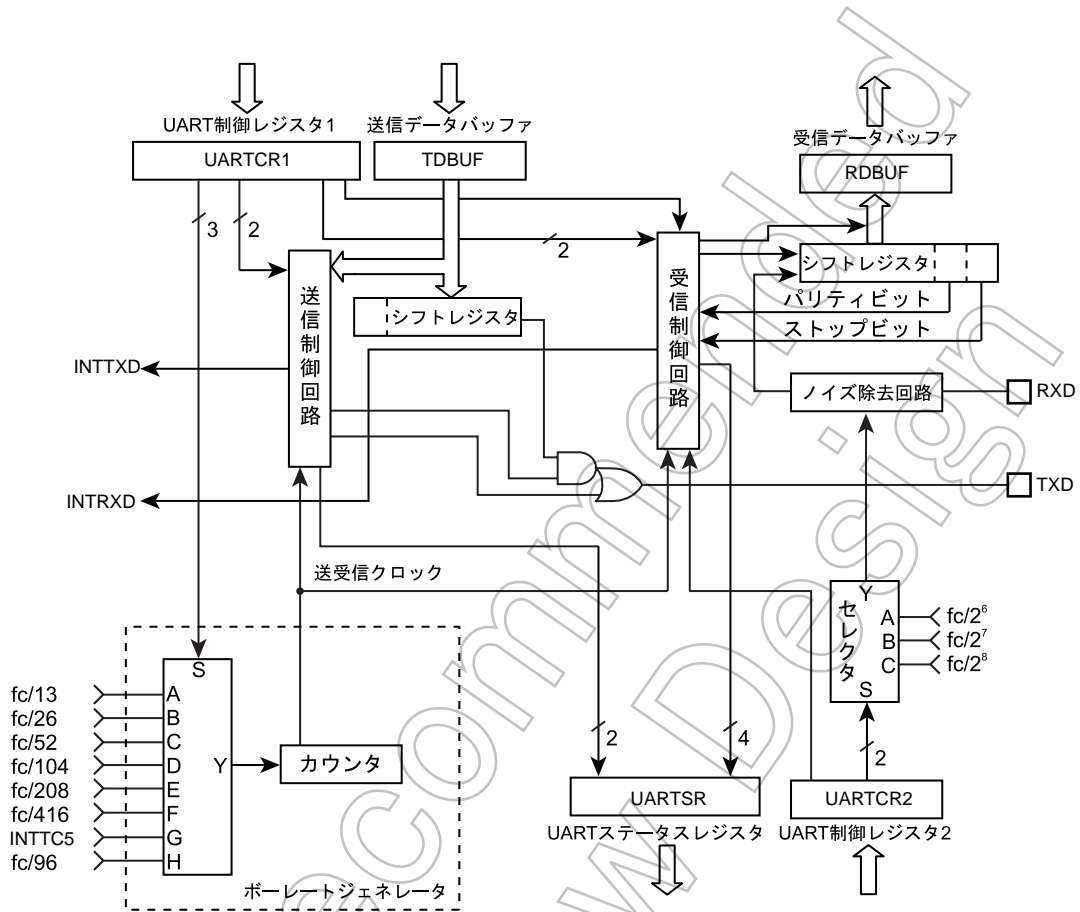 UART制御レジスタ1
送信データバッファ
受信データバッファ
UARTCR1
TDBUF
RDBUF
3
2
2
シフトレジスタ
パリティビット
ストップビット
送信制御回路
受信制御回路
シフトレジスタ
INTTXD
ノイズ除去回路
RXD
INTRXD
TXD
送受信クロック
Y
セレクタ
A
B
C
S
fc/2⁶
fc/2⁷
fc/2⁸
S
fc/13
fc/26
fc/52
fc/104
fc/208
fc/416
INTTC5
fc/96
A
B
C
D
E
F
G
H
Y
カウンタ
2
4
2
UARTSR
UARTCR2
UARTステータスレジスタ
UART制御レジスタ2
ボーレートジェネレータ
ecommended
w Design